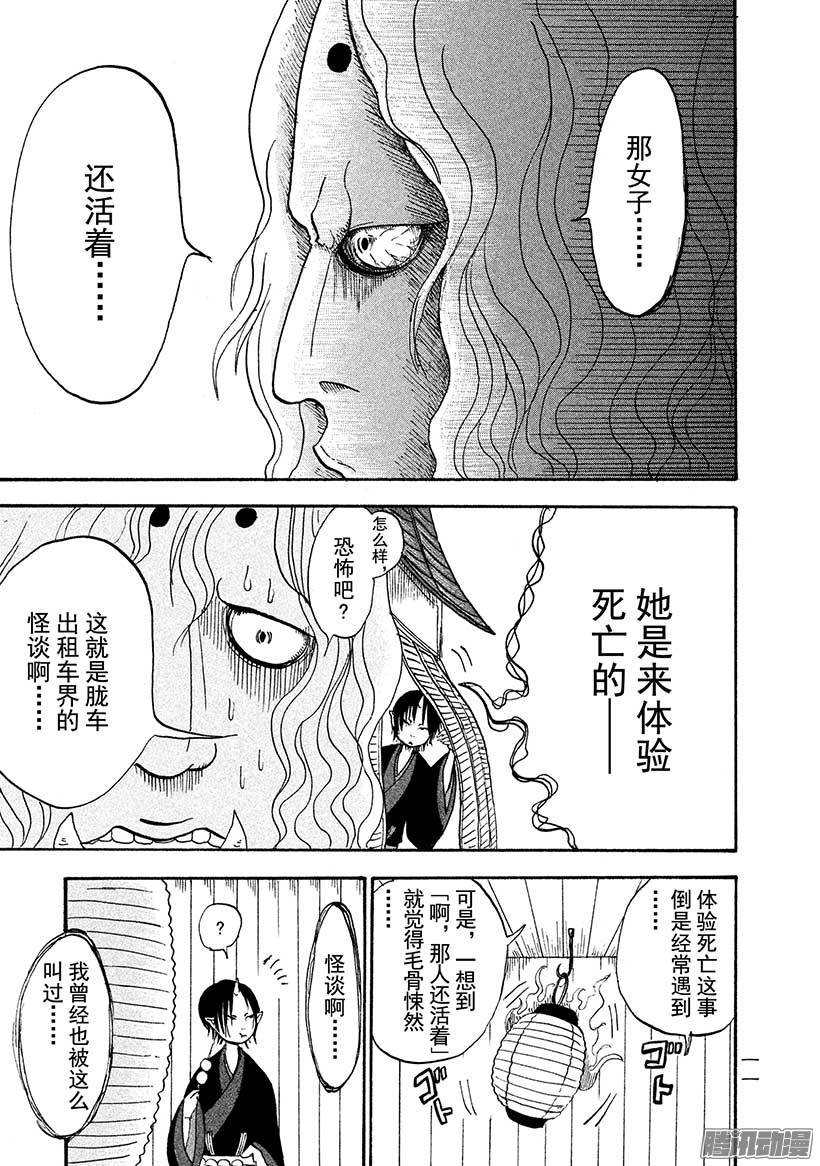 那女子……
还活着……
她是来体验
死亡的——
怎么样，
恐怖吧？
这就是胧车
出租车界的
怪谈啊……
体验死亡这事
倒是经常遇到
……
可是，一想到
「啊，那人还活着」
就觉得毛骨悚然
……
ゴト
ゴト
怪谈啊……
?
我曾经也被这么
叫过……
一一
腾讯动漫